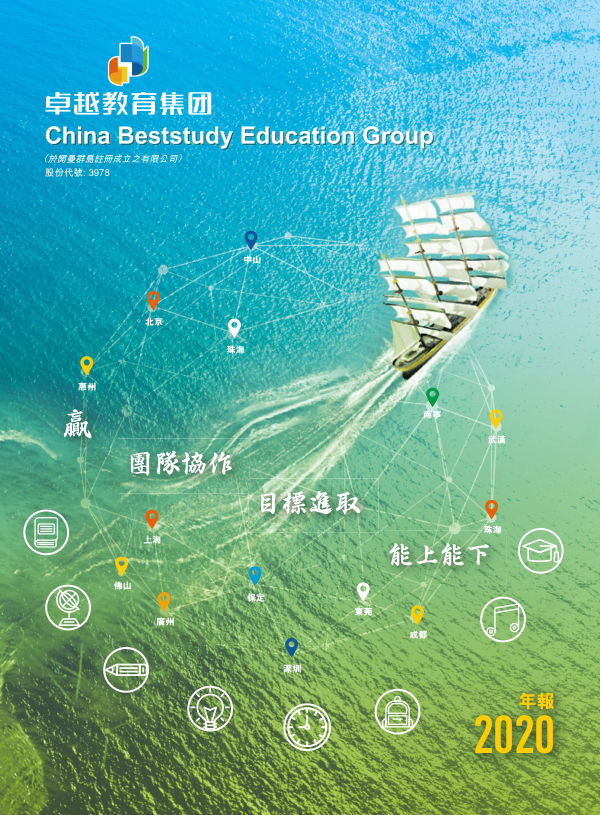 卓越教育集团
China Beststudy Education Group
（於開曼群島註冊成立之有限公司）
股份代號: 3978
中山
北京
珠海
惠州
南寧
武漢
贏
團隊協作
目標進取
珠海
上海
能上能下
佛山
保定
廣州
東莞
成都
深圳
年報
2020